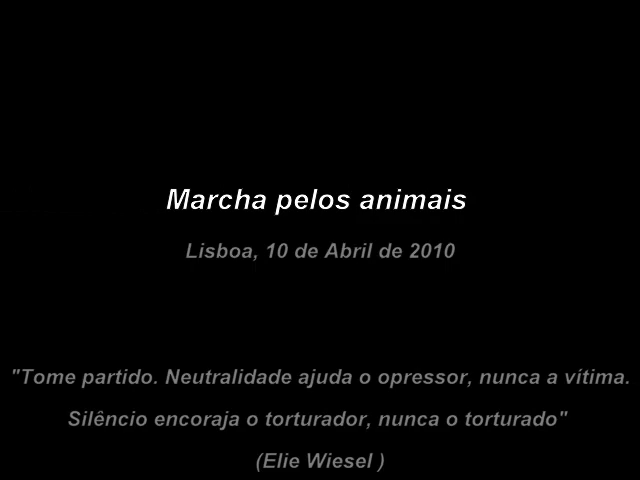 Marcha pelos animais
Lisboa, 10 de Abril de 2010
"Tome partido. Neutralidade ajuda o opressor, nunca a vítima.
Silêncio encoraja o torturador, nunca o torturado"
(Elie Wiesel )